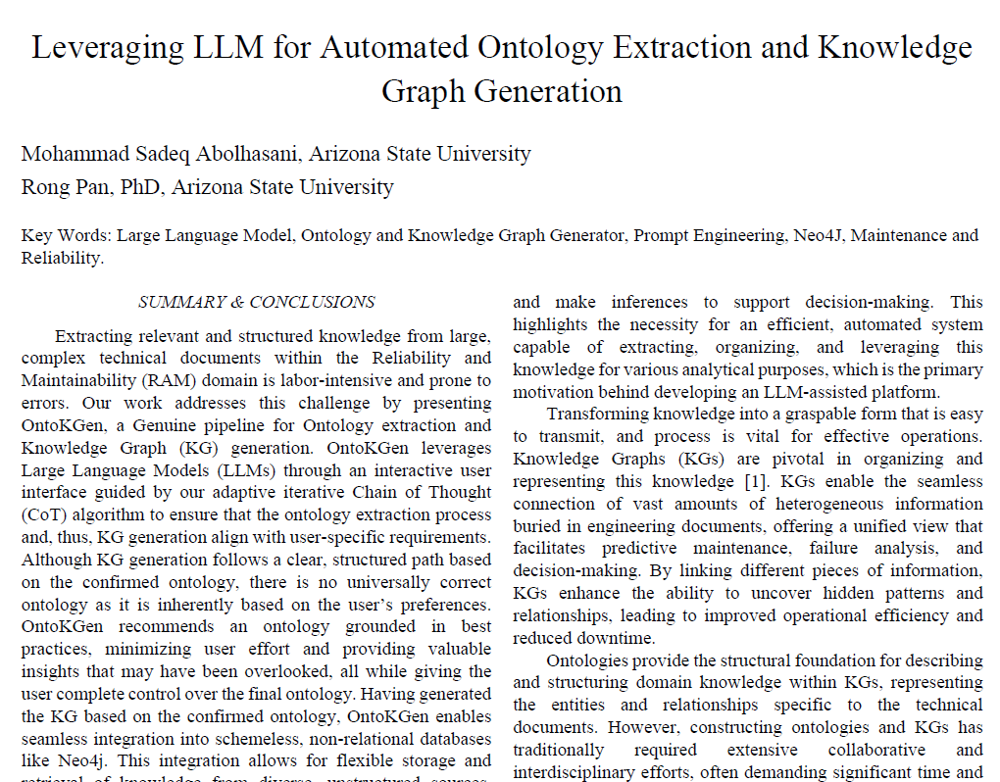 Leveraging LLM for Automated Ontology Extraction and Knowledge
Graph Generation
Mohammad Sadeq Abolhasani, Arizona State University
Rong Pan, PhD, Arizona State University
Key Words: Large Language Model, Ontology and Knowledge Graph Generator, Prompt Engineering, Neo4J, Maintenance and
Reliability.
SUMMARY & CONCLUSIONS
Extracting relevant and structured knowledge from large,
complex technical documents within the Reliability and
Maintainability (RAM) domain is labor-intensive and prone to
errors. Our work addresses this challenge by presenting
OntoKGen, a Genuine pipeline for Ontology extraction and
Knowledge Graph (KG) generation. OntoKGen leverages
Large Language Models (LLMs) through an interactive user
interface guided by our adaptive iterative Chain of Thought
(CoT) algorithm to ensure that the ontology extraction process
and, thus, KG generation align with user-specific requirements.
Although KG generation follows a clear, structured path based
on the confirmed ontology, there is no universally correct
ontology as it is inherently based on the user's preferences.
OntoKGen recommends an ontology grounded in best
practices, minimizing user effort and providing valuable
insights that may have been overlooked, all while giving the
user complete control over the final ontology. Having generated
the KG based on the confirmed ontology, OntoKGen enables
seamless integration into schemeless, non-relational databases
like Neo4j. This integration allows for flexible storage and
retrieval of knowledge from diverse, unstructured sources,
and make inferences to support decision-making. This
highlights the necessity for an efficient, automated system
capable of extracting, organizing, and leveraging this
knowledge for various analytical purposes, which is the primary
motivation behind developing an LLM-assisted platform.
Transforming knowledge into a graspable form that is easy
to transmit, and process is vital for effective operations.
Knowledge Graphs (KGs) are pivotal in organizing and
representing this knowledge [1]. KGs enable the seamless
connection of vast amounts of heterogeneous information
buried in engineering documents, offering a unified view that
facilitates predictive maintenance, failure analysis, and
decision-making. By linking different pieces of information,
KGs enhance the ability to uncover hidden patterns and
relationships, leading to improved operational efficiency and
reduced downtime.
Ontologies provide the structural foundation for describing
and structuring domain knowledge within KGs, representing
the entities and relationships specific to the technical
documents. However, constructing ontologies and KGs has
traditionally required extensive collaborative and
interdisciplinary efforts, often demanding significant time and